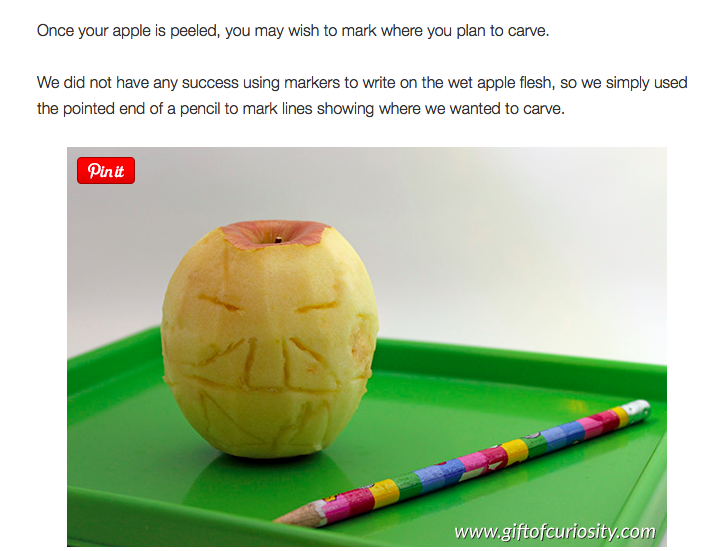 Once your apple is peeled, you may wish to mark where you plan to carve.
We did not have any success using markers to write on the wet apple flesh, so we simply used
the pointed end of a pencil to mark lines showing where we wanted to carve.
Pin it
www.giftofcuriosity.com